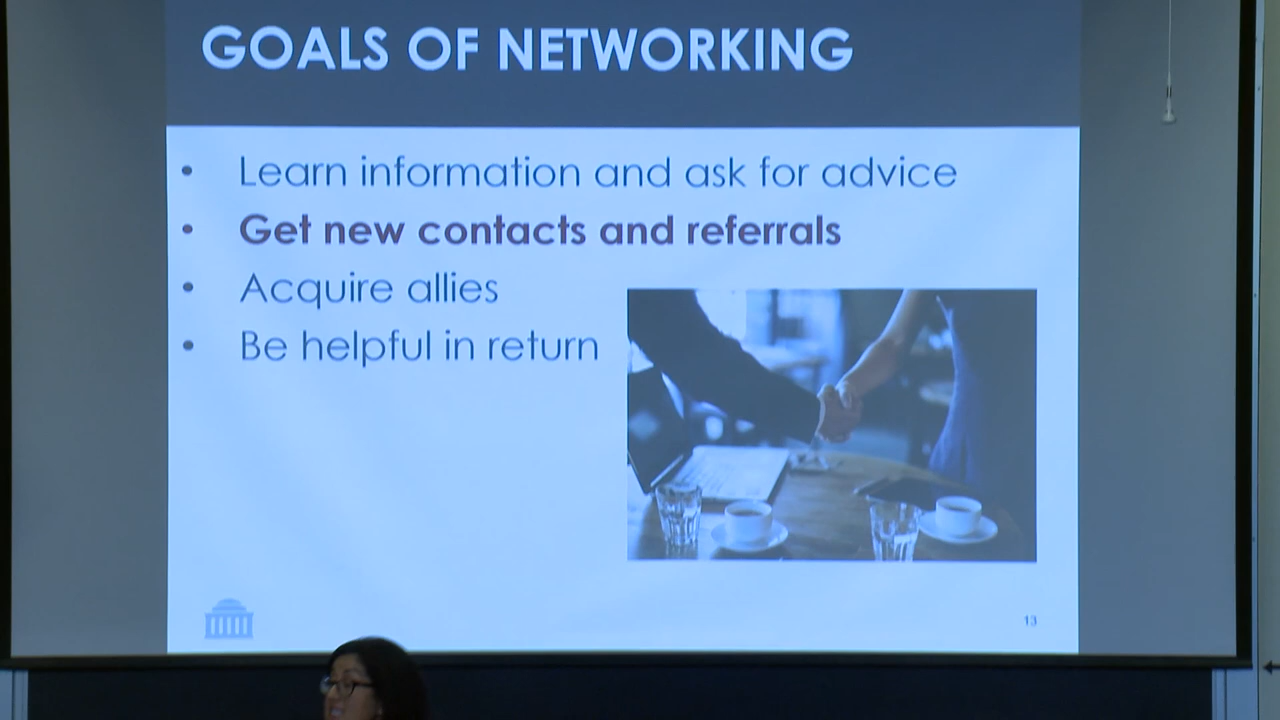 GOALS OF NETWORKING
• Learn information and ask for advice
• Get new contacts and referrals
• Acquire allies
• Be helpful in return
13